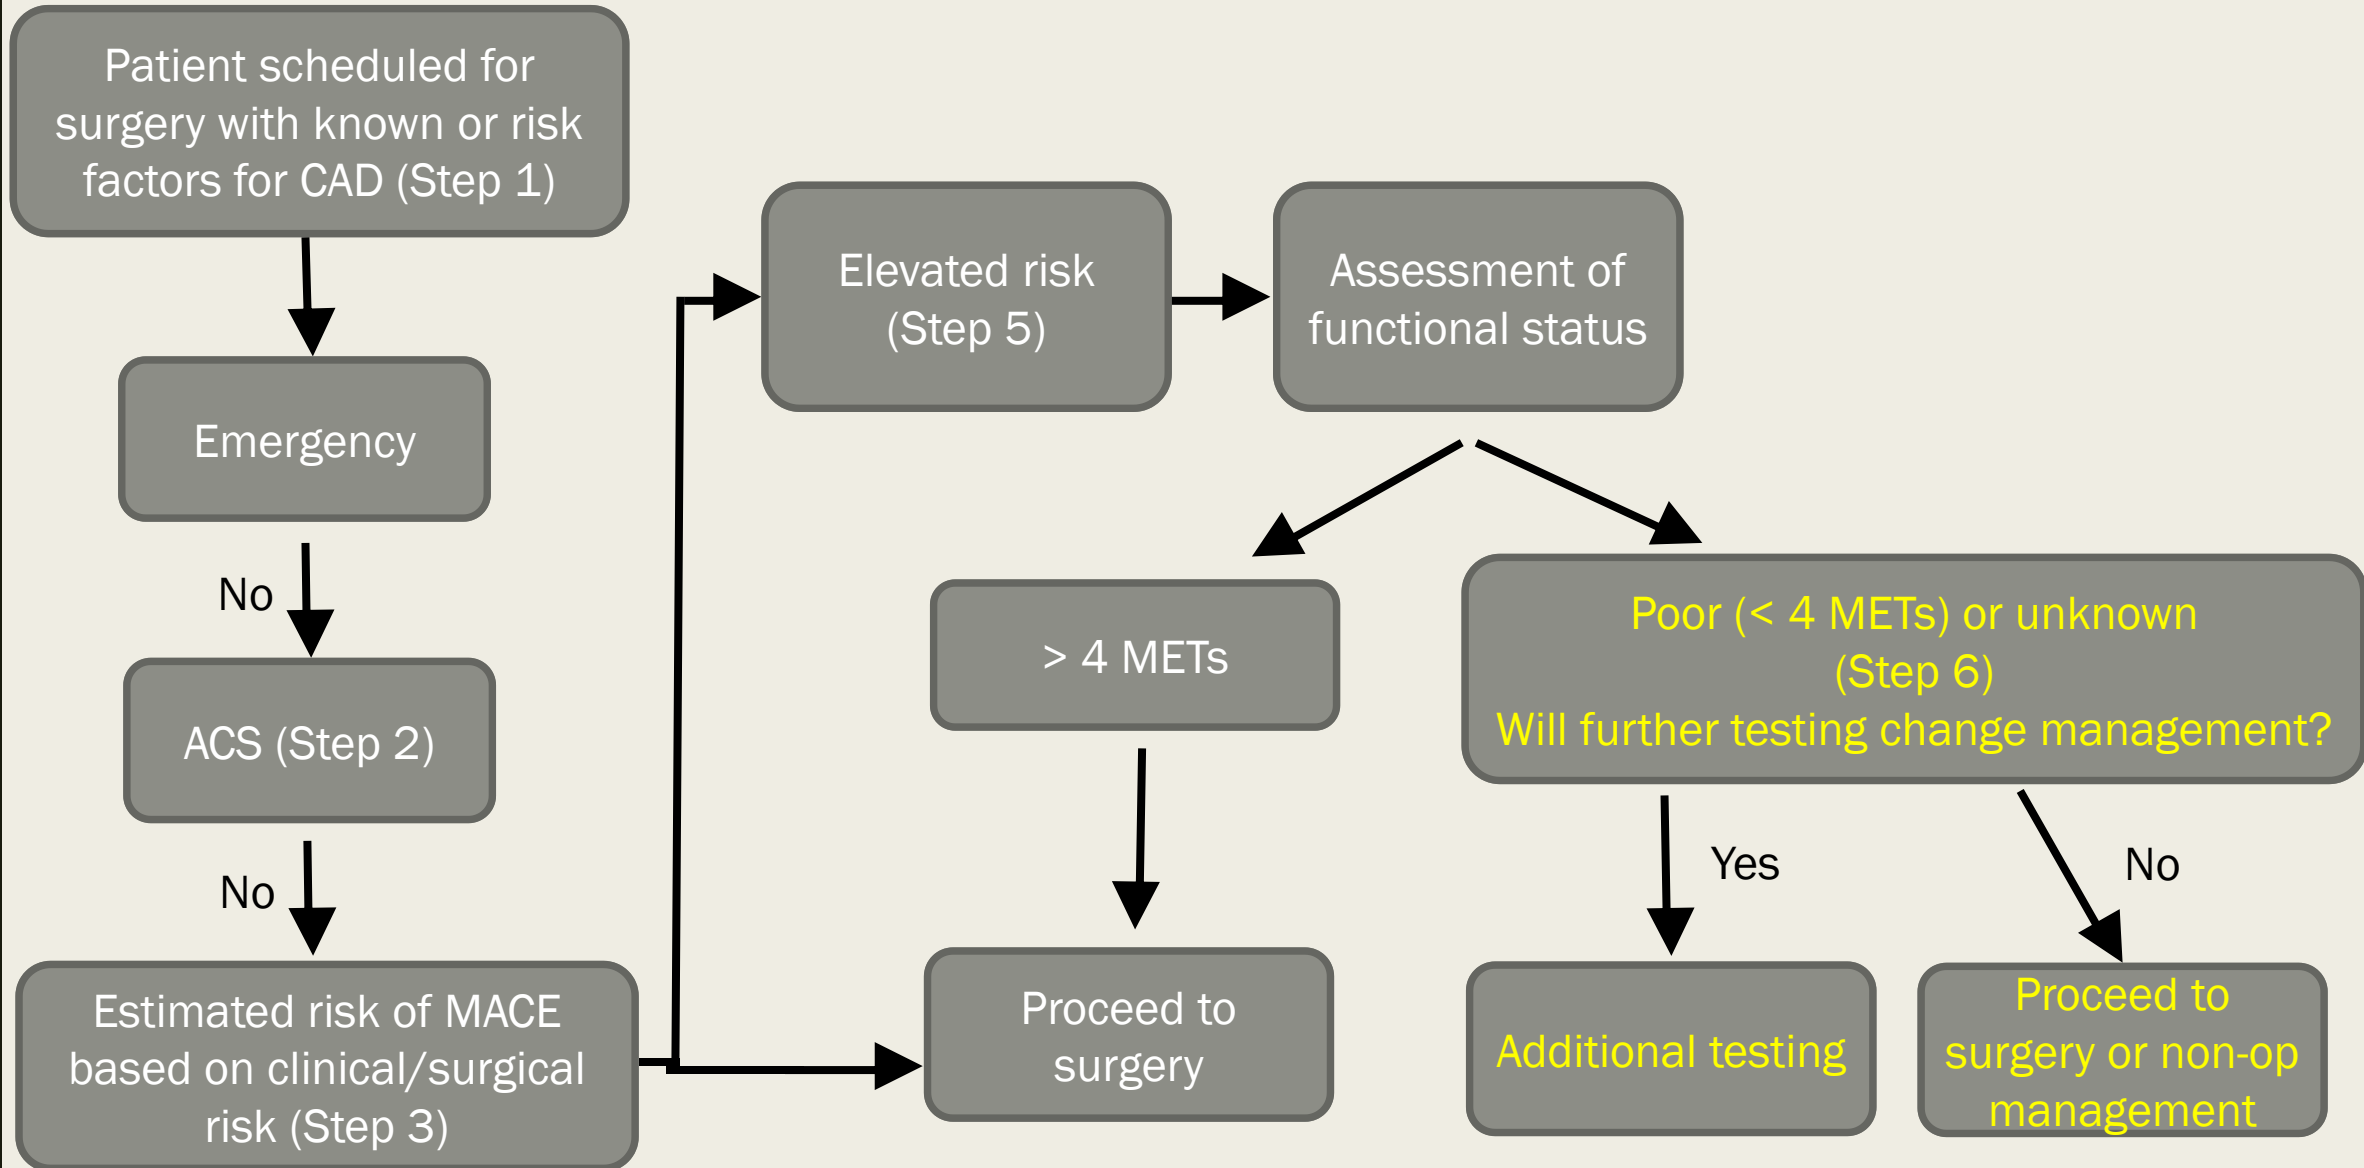 Patient scheduled for
surgery with known or risk
factors for CAD (Step 1)
Emergency
No
ACS (Step 2)
No
Estimated risk of MACE
based on clinical/surgical
risk (Step 3)
Elevated risk
(Step 5)
Assessment of
functional status
> 4 METs
Proceed to
surgery
Poor (< 4 METs) or unknown
(Step 6)
Will further testing change management?
Yes
No
Additional testing
Proceed to
surgery or non-op
management